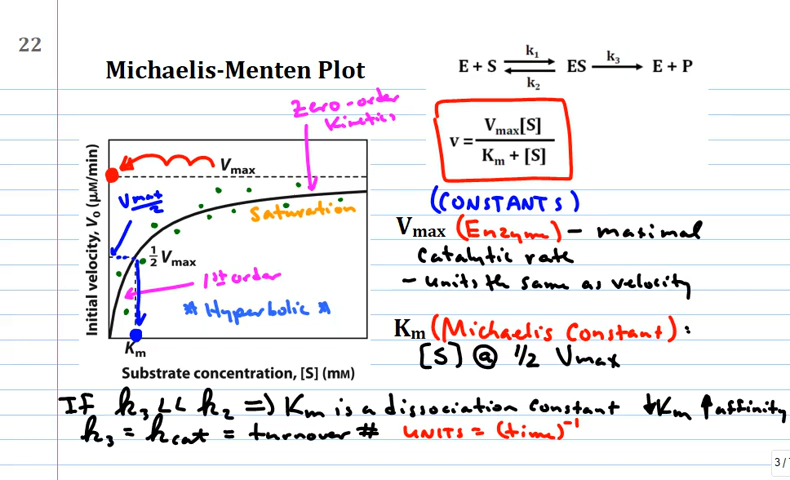 22
Michaelis-Menten Plot
E + S k₁ k₂ ES k₃ E + P
Zero-order
Kinetics
v = Vmax[S] / Km + [S]
Vmax
Vmax/2
(CONSTANTS)
Saturation
Vmax (Enzyme) - maximal
catalytic rate
- units the same as velocity
½ Vmax
1st order
* Hyperbolic *
Initial velocity, V₀ (μM/min)
Km
Substrate concentration, [S] (mM)
Km (Michaelis Constant):
[S] @ 1/2 Vmax
If k₃ << k₂ => Km is a dissociation constant ↓Km ↑affinity
k₃ = kcat = turnover # UNITS = (time)⁻¹